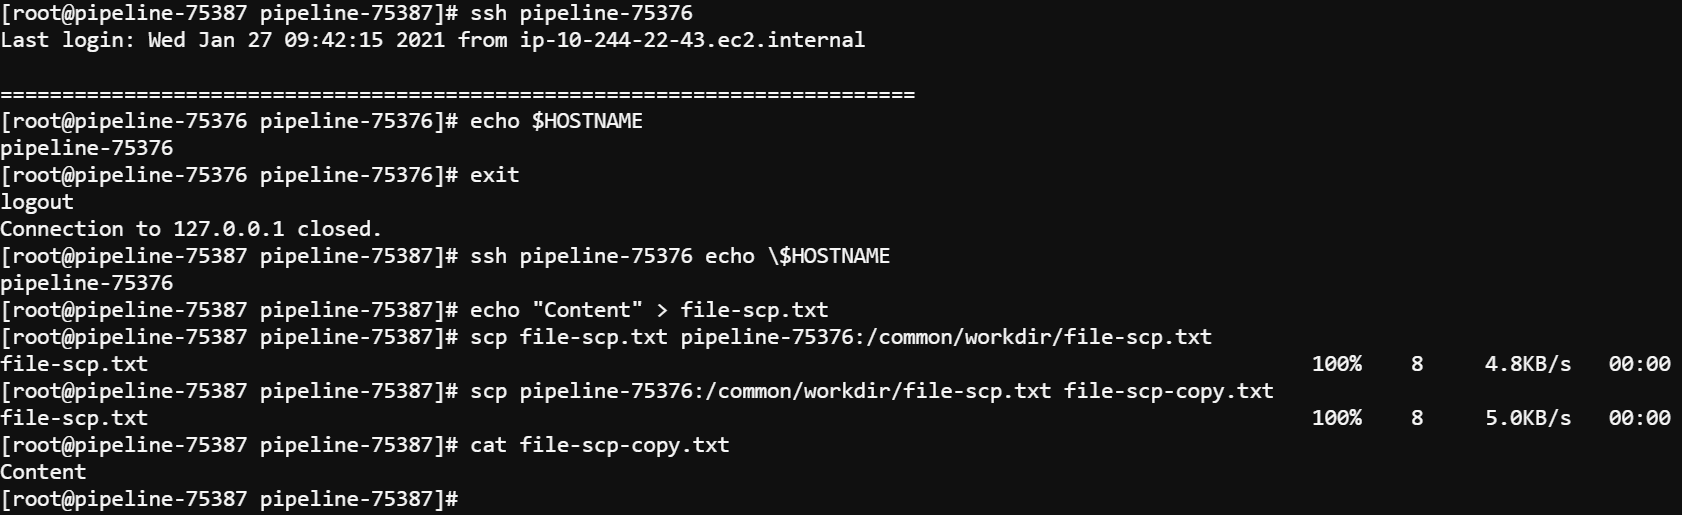 [root@pipeline-75387 pipeline-75387]# ssh pipeline-75376
Last login: Wed Jan 27 09:42:15 2021 from ip-10-244-22-43.ec2.internal
==========================================================================
[root@pipeline-75376 pipeline-75376]# echo $HOSTNAME
pipeline-75376
[root@pipeline-75376 pipeline-75376]# exit
logout
Connection to 127.0.0.1 closed.
[root@pipeline-75387 pipeline-75387]# ssh pipeline-75376 echo \$HOSTNAME
pipeline-75376
[root@pipeline-75387 pipeline-75387]# echo "Content" > file-scp.txt
[root@pipeline-75387 pipeline-75387]# scp file-scp.txt pipeline-75376:/common/workdir/file-scp.txt
file-scp.txt 100% 8 4.8KB/s 00:00
[root@pipeline-75387 pipeline-75387]# scp pipeline-75376:/common/workdir/file-scp.txt file-scp-copy.txt
file-scp.txt 100% 8 5.0KB/s 00:00
[root@pipeline-75387 pipeline-75387]# cat file-scp-copy.txt
Content
[root@pipeline-75387 pipeline-75387]#